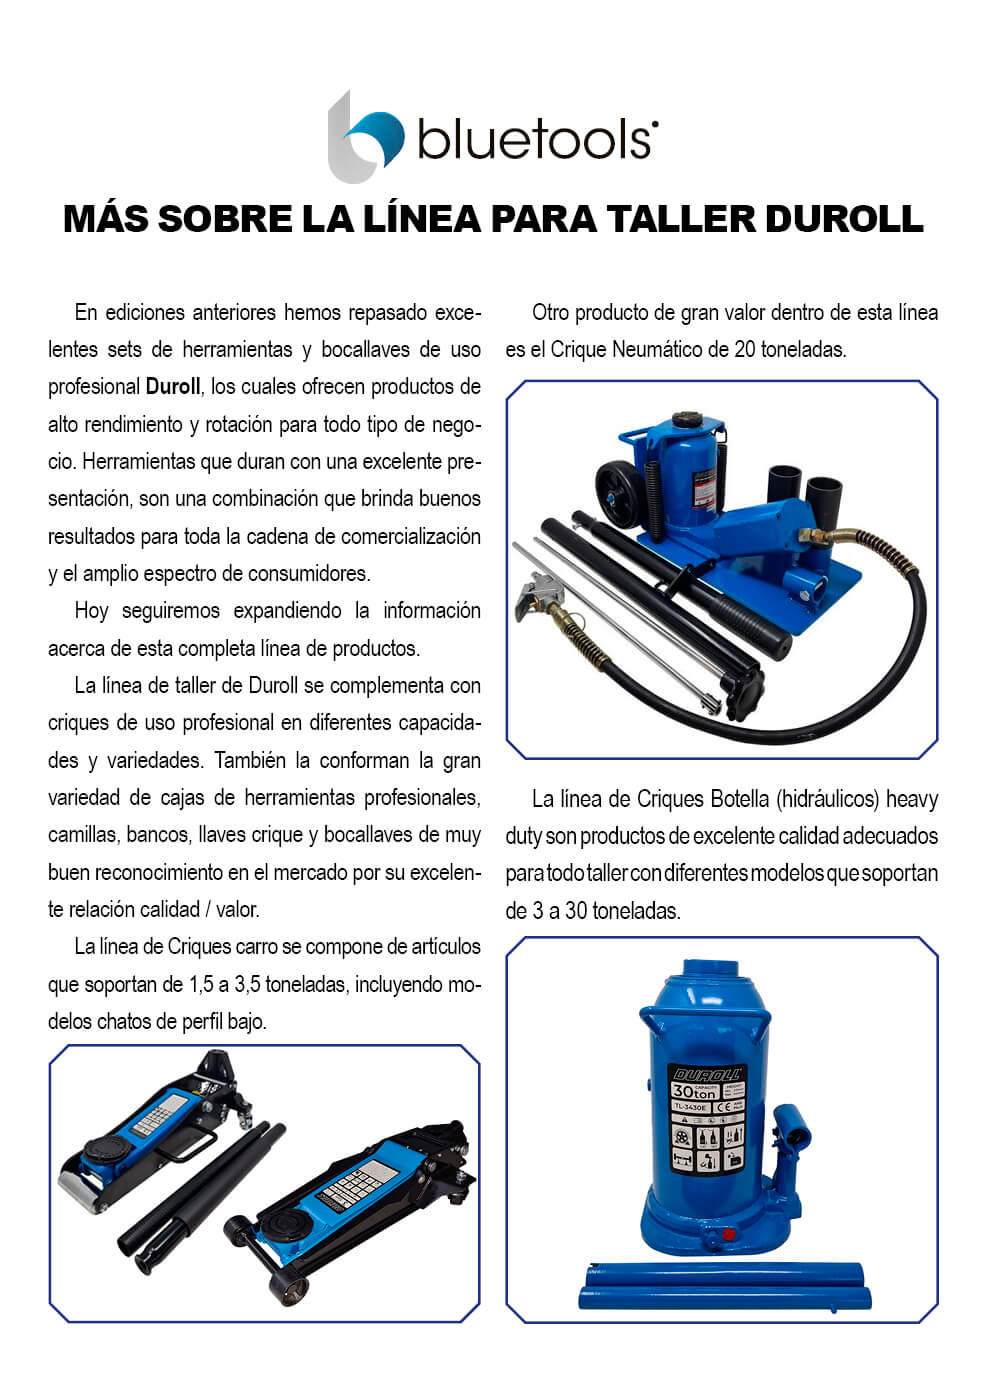 bluetools
MÁS SOBRE LA LÍNEA PARA TALLER DUROLL
En ediciones anteriores hemos repasado exce-
lentes sets de herramientas y bocallaves de uso
profesional Duroll, los cuales ofrecen productos de
alto rendimiento y rotación para todo tipo de nego-
cio. Herramientas que duran con una excelente pre-
sentación, son una combinación que brinda buenos
resultados para toda la cadena de comercialización
y el amplio espectro de consumidores.
Hoy seguiremos expandiendo la información
acerca de esta completa línea de productos.
La línea de taller de Duroll se complementa con
criques de uso profesional en diferentes capacida-
des y variedades. También la conforman la gran
variedad de cajas de herramientas profesionales,
camillas, bancos, llaves crique y bocallaves de muy
buen reconocimiento en el mercado por su excelen-
te relación calidad / valor.
La línea de Criques carro se compone de artículos
que soportan de 1,5 a 3,5 toneladas, incluyendo mo-
delos chatos de perfil bajo.
Otro producto de gran valor dentro de esta línea
es el Crique Neumático de 20 toneladas.
La línea de Criques Botella (hidráulicos) heavy
duty son productos de excelente calidad adecuados
para todo taller con diferentes modelos que soportan
de 3 a 30 toneladas.
DUROLL
CAPACITY
30ton
TL-3430E
CE